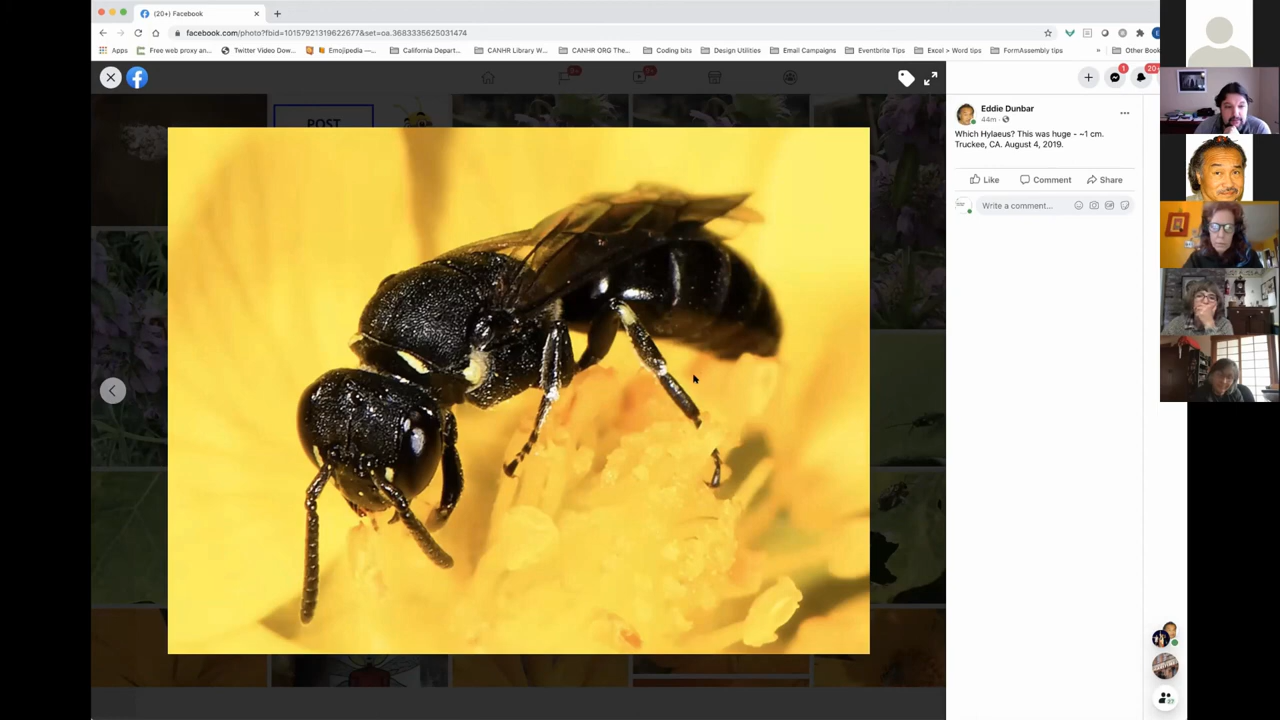 (20+) Facebook
facebook.com/photo?fbid=10157921319622677&set=oa.3683335625031474
Apps
Free web proxy an...
Twitter Video Dow...
Emojipedia —...
California Depart...
CANHR Library W...
CANHR ORG The...
Coding bits
Design Utilities
Email Campaigns
Eventbrite Tips
Excel > Word tips
FormAssembly tips
»
Other Book
1
20+
POST
Eddie Dunbar
44m
Which Hylaeus? This was huge - ~1 cm.
Truckee, CA. August 4, 2019.
Like
Comment
Share
Write a comment...